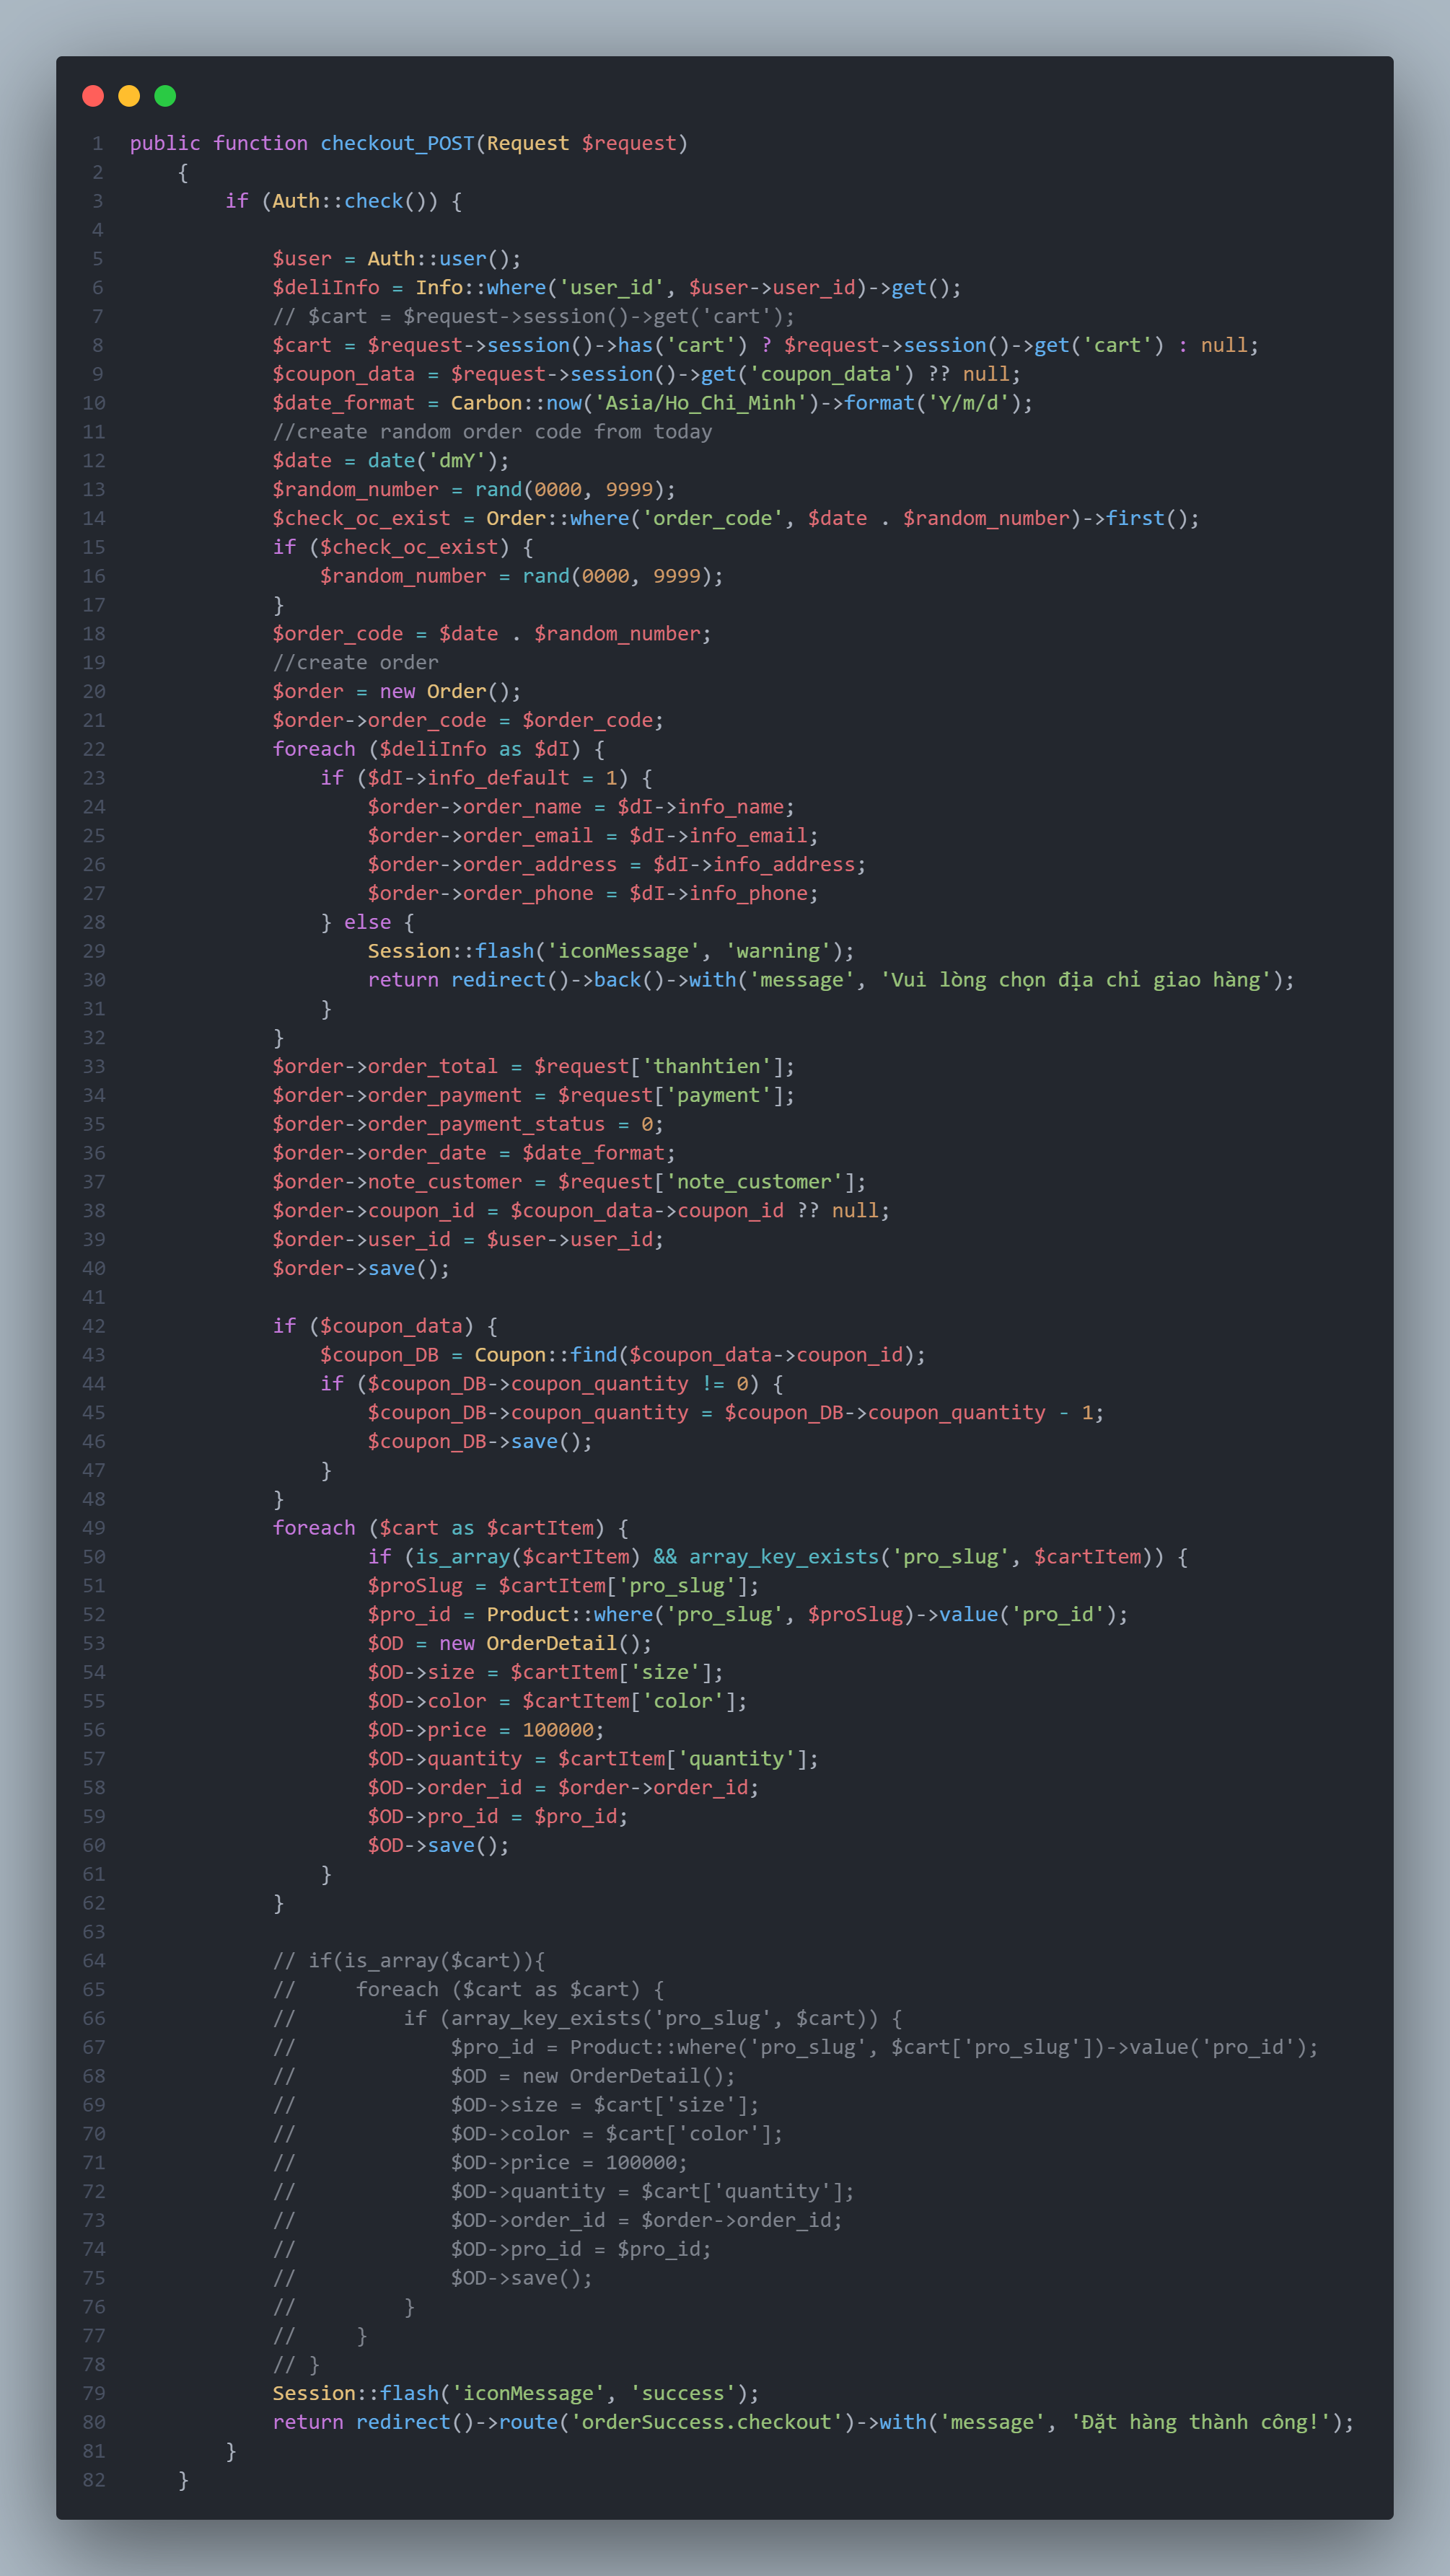 1 public function checkout_POST(Request $request)
2     {
3         if (Auth::check()) {
4
5             $user = Auth::user();
6             $deliInfo = Info::where('user_id', $user->user_id)->get();
7             // $cart = $request->session()->get('cart');
8             $cart = $request->session()->has('cart') ? $request->session()->get('cart') : null;
9             $coupon_data = $request->session()->get('coupon_data') ?? null;
10             $date_format = Carbon::now('Asia/Ho_Chi_Minh')->format('Y/m/d');
11             //create random order code from today
12             $date = date('dmY');
13             $random_number = rand(0000, 9999);
14             $check_oc_exist = Order::where('order_code', $date . $random_number)->first();
15             if ($check_oc_exist) {
16                 $random_number = rand(0000, 9999);
17             }
18             $order_code = $date . $random_number;
19             //create order
20             $order = new Order();
21             $order->order_code = $order_code;
22             foreach ($deliInfo as $dI) {
23                 if ($dI->info_default = 1) {
24                     $order->order_name = $dI->info_name;
25                     $order->order_email = $dI->info_email;
26                     $order->order_address = $dI->info_address;
27                     $order->order_phone = $dI->info_phone;
28                 } else {
29                     Session::flash('iconMessage', 'warning');
30                     return redirect()->back()->with('message', 'Vui lòng chọn địa chỉ giao hàng');
31                 }
32             }
33             $order->order_total = $request['thanhtien'];
34             $order->order_payment = $request['payment'];
35             $order->order_payment_status = 0;
36             $order->order_date = $date_format;
37             $order->note_customer = $request['note_customer'];
38             $order->coupon_id = $coupon_data->coupon_id ?? null;
39             $order->user_id = $user->user_id;
40             $order->save();
41
42             if ($coupon_data) {
43                 $coupon_DB = Coupon::find($coupon_data->coupon_id);
44                 if ($coupon_DB->coupon_quantity != 0) {
45                     $coupon_DB->coupon_quantity = $coupon_DB->coupon_quantity - 1;
46                     $coupon_DB->save();
47                 }
48             }
49             foreach ($cart as $cartItem) {
50                     if (is_array($cartItem) && array_key_exists('pro_slug', $cartItem)) {
51                     $proSlug = $cartItem['pro_slug'];
52                     $pro_id = Product::where('pro_slug', $proSlug)->value('pro_id');
53                     $OD = new OrderDetail();
54                     $OD->size = $cartItem['size'];
55                     $OD->color = $cartItem['color'];
56                     $OD->price = 100000;
57                     $OD->quantity = $cartItem['quantity'];
58                     $OD->order_id = $order->order_id;
59                     $OD->pro_id = $pro_id;
60                     $OD->save();
61                 }
62             }
63
64             // if(is_array($cart)){
65             //     foreach ($cart as $cart) {
66             //         if (array_key_exists('pro_slug', $cart)) {
67             //             $pro_id = Product::where('pro_slug', $cart['pro_slug'])->value('pro_id');
68             //             $OD = new OrderDetail();
69             //             $OD->size = $cart['size'];
70             //             $OD->color = $cart['color'];
71             //             $OD->price = 100000;
72             //             $OD->quantity = $cart['quantity'];
73             //             $OD->order_id = $order->order_id;
74             //             $OD->pro_id = $pro_id;
75             //             $OD->save();
76             //         }
77             //     }
78             // }
79             Session::flash('iconMessage', 'success');
80             return redirect()->route('orderSuccess.checkout')->with('message', 'Đặt hàng thành công!');
81         }
82     }